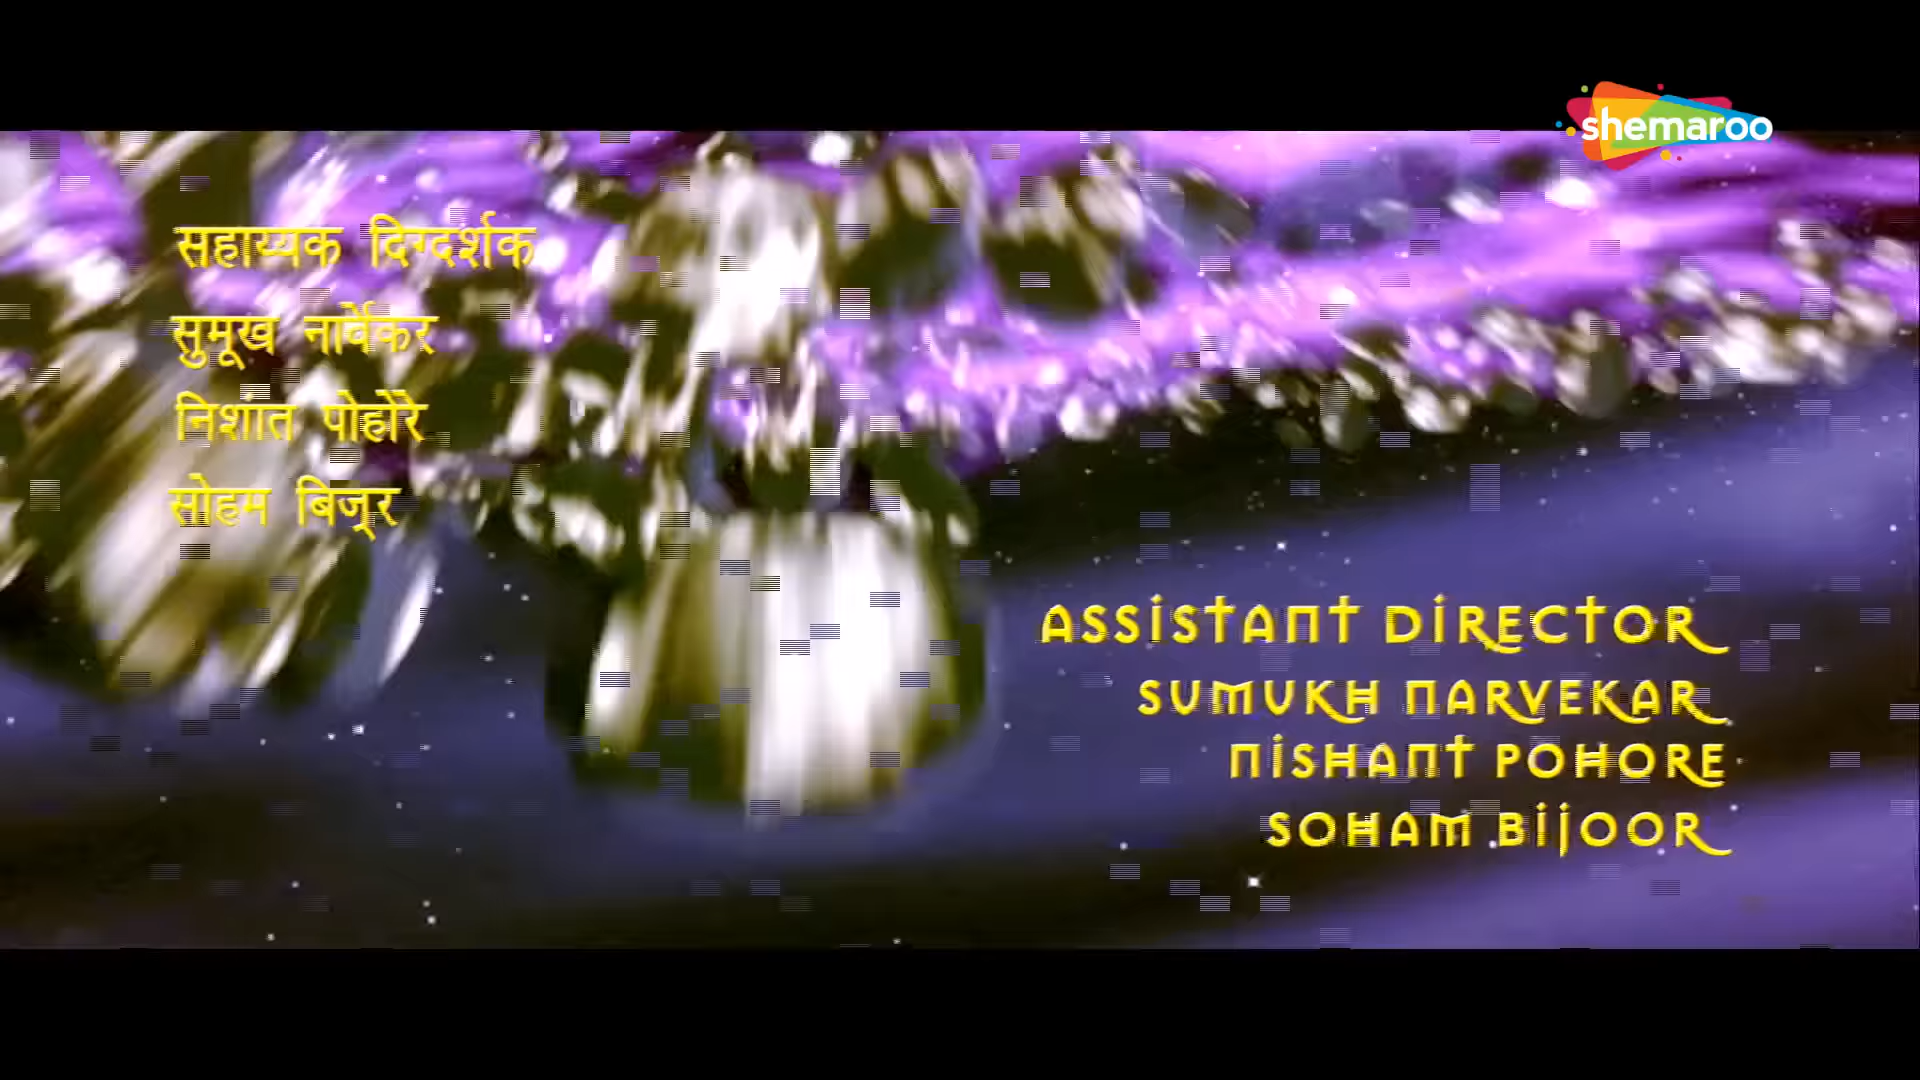 shemaroo
सहाय्यक दिग्दर्शक
सुमूख नार्वेकर
निशांत पोहोरे
सोहम बिजूर
ASSISTANT DIRECTOR
SUMUKH NARVEKAR
NISHANT POHORE
SOHAM BIJOOR